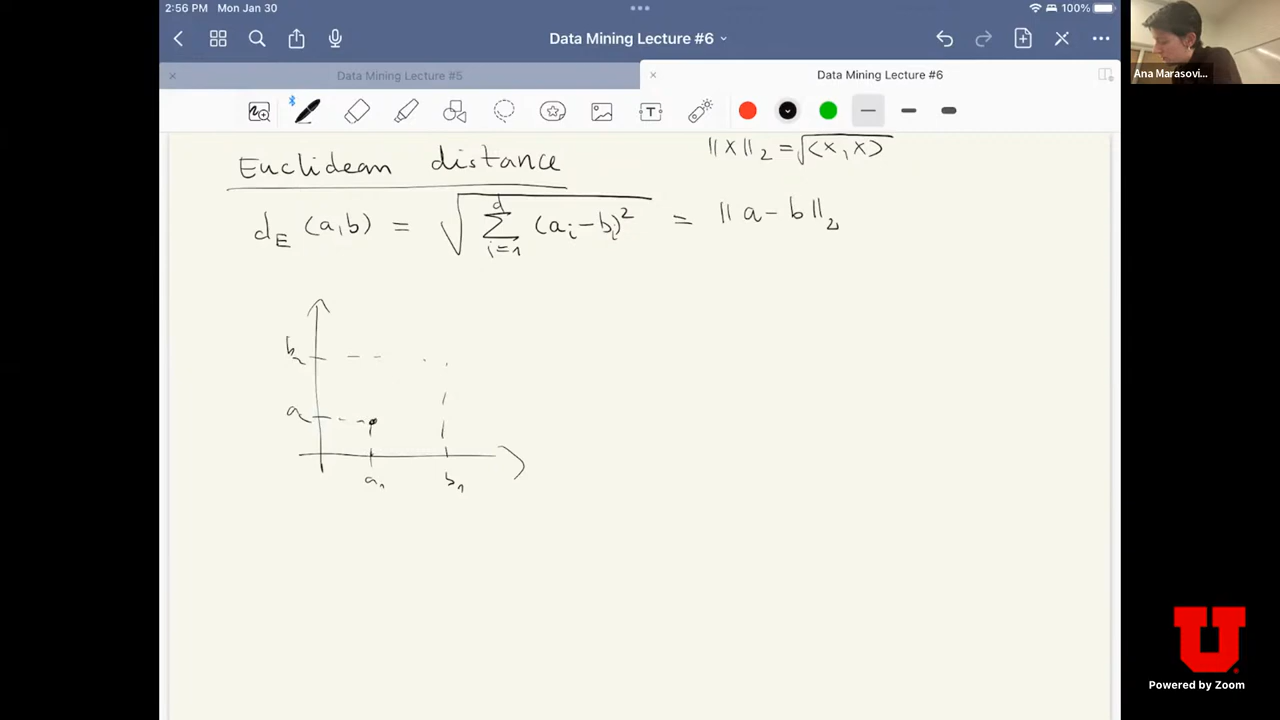 2:56 PM Mon Jan 30
100%
Data Mining Lecture #6
Data Mining Lecture #5
Data Mining Lecture #6
Ana Marasovi...
T
‖x‖₂ = √⟨x, x⟩
Euclidean distance
d_E (a, b) = √∑_{i=1}^{d} (a_i - b_i)² = ‖a - b‖₂
b₂
a₂
a₁ b₁
U
Powered by Zoom